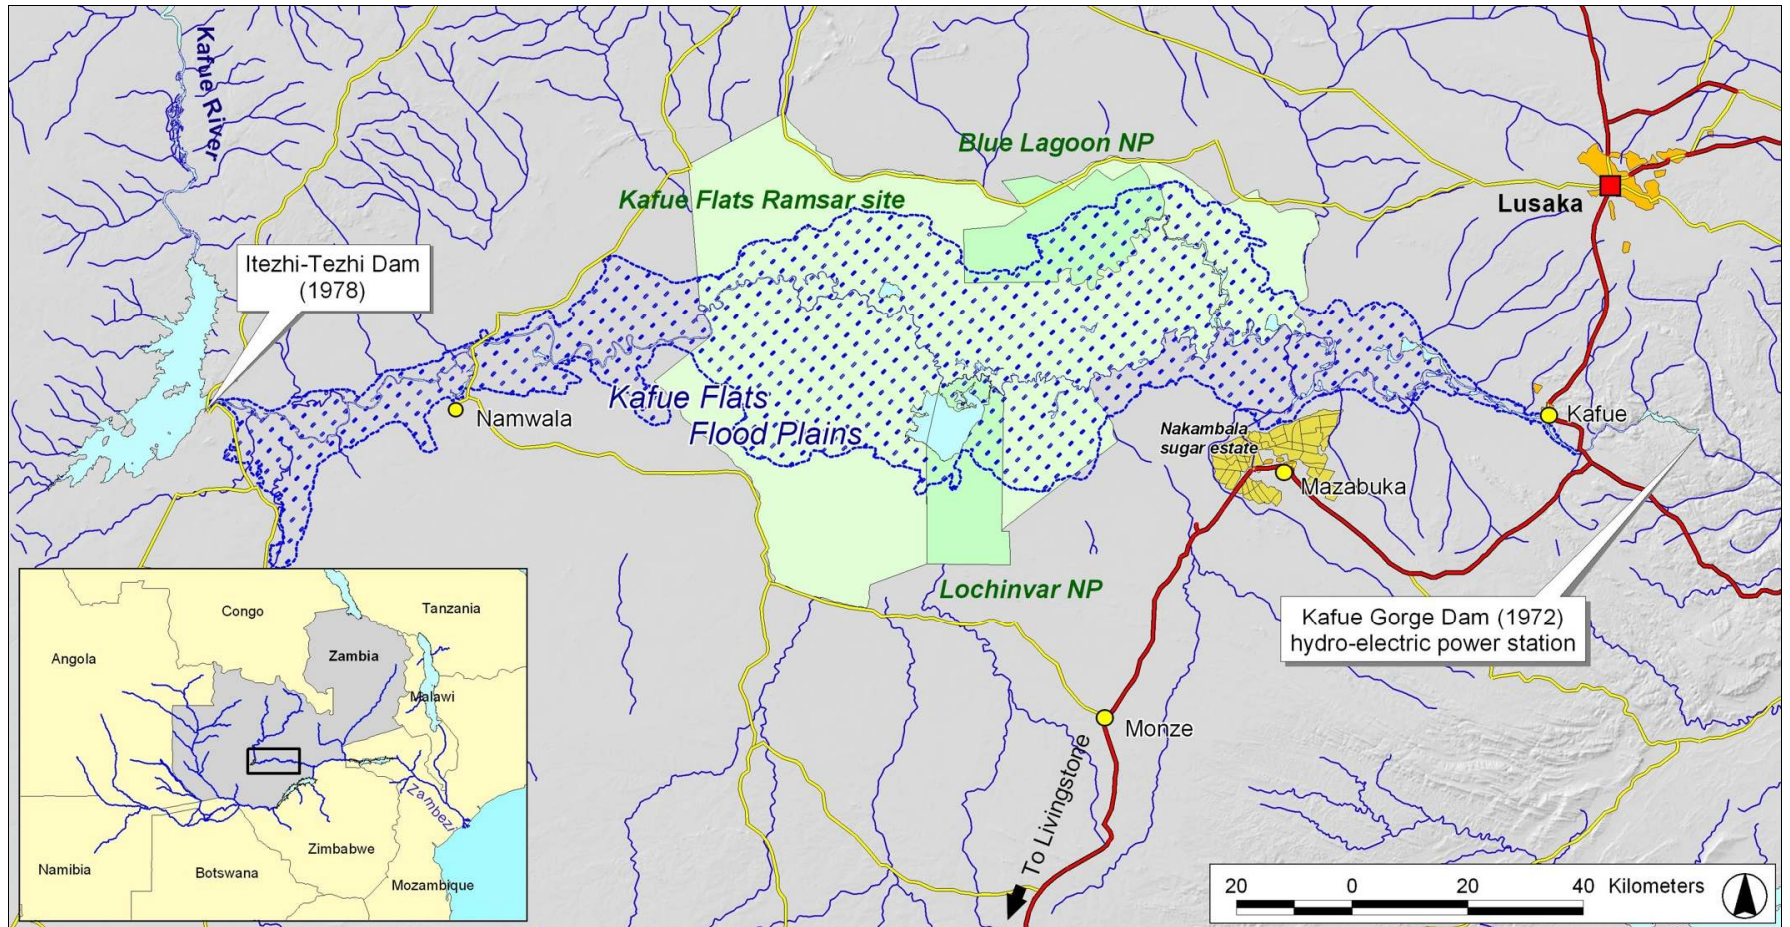 Kafue River
Blue Lagoon NP
Kafue Flats Ramsar site
Lusaka
Itezhi-Tezhi Dam
(1978)
Kafue Flats
Flood Plains
Namwala
Kafue
Nakambala
sugar estate
Mazabuka
Lochinvar NP
Kafue Gorge Dam (1972)
hydro-electric power station
Monze
To Livingstone
Congo
Tanzania
Angola
Zambia
Malawi
Zambezi
Zimbabwe
Namibia
Botswana
Mozambique
20 0 20 40 Kilometers